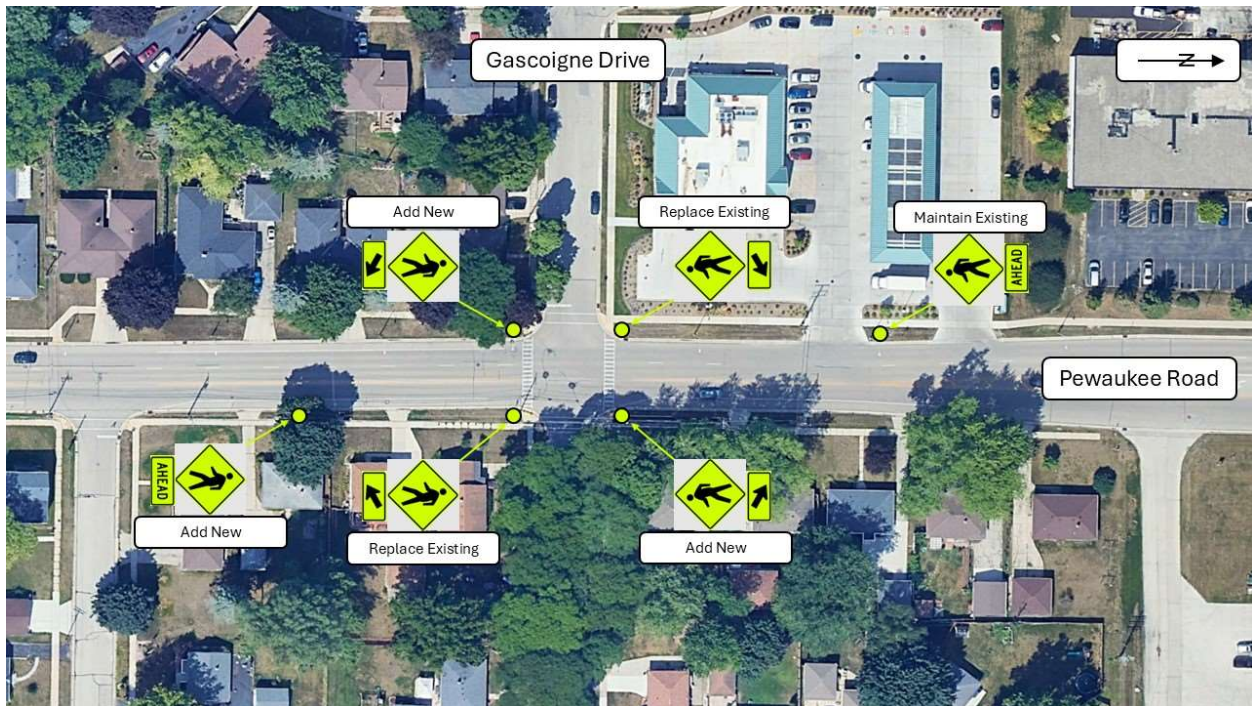 Gascoigne Drive
N
Add New
Replace Existing
Maintain Existing
AHEAD
Pewaukee Road
AHEAD
Add New
Replace Existing
Add New